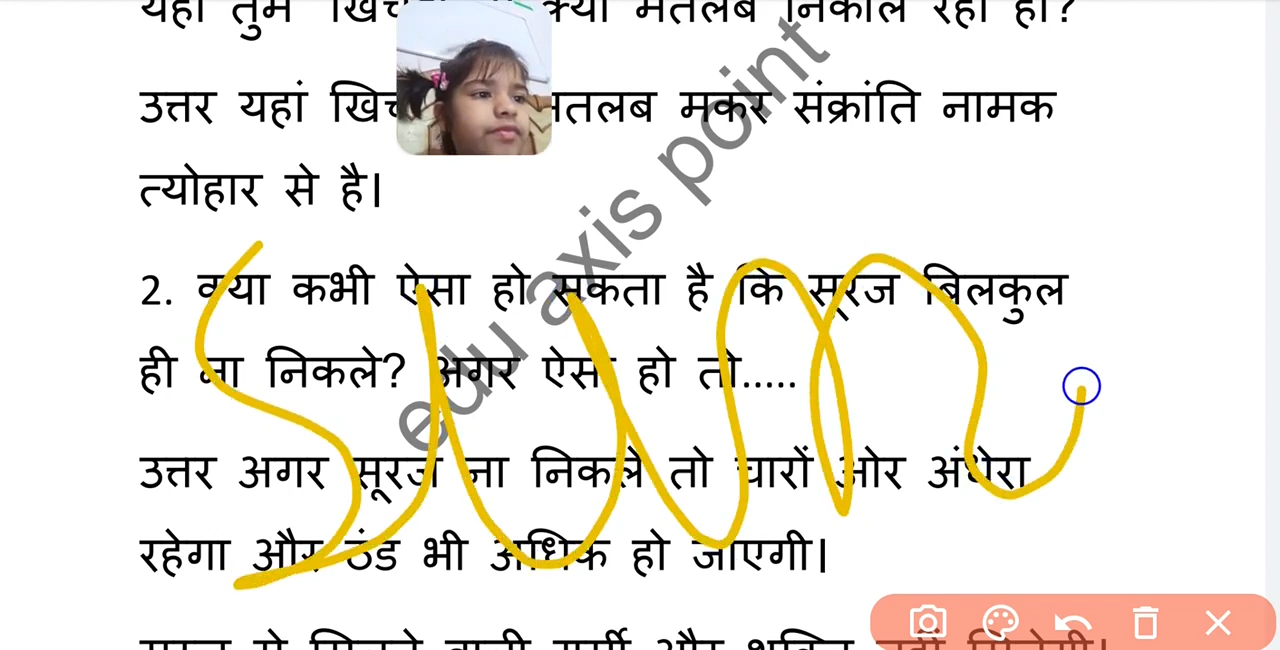 यहां तुम क्या मतलब निकाल रहा हो?
उत्तर यहां मतलब मकर संक्रांति नामक
त्योहार से है।
2. क्या कभी ऐसा हो सकता है कि सूरज बिलकुल
ही ना निकले? अगर ऐसा हो तो.....
उत्तर अगर सूरज ना निकले तो चारों ओर अंधेरा
रहेगा और ठंड भी अधिक हो जाएगी।
edu axis point
sun